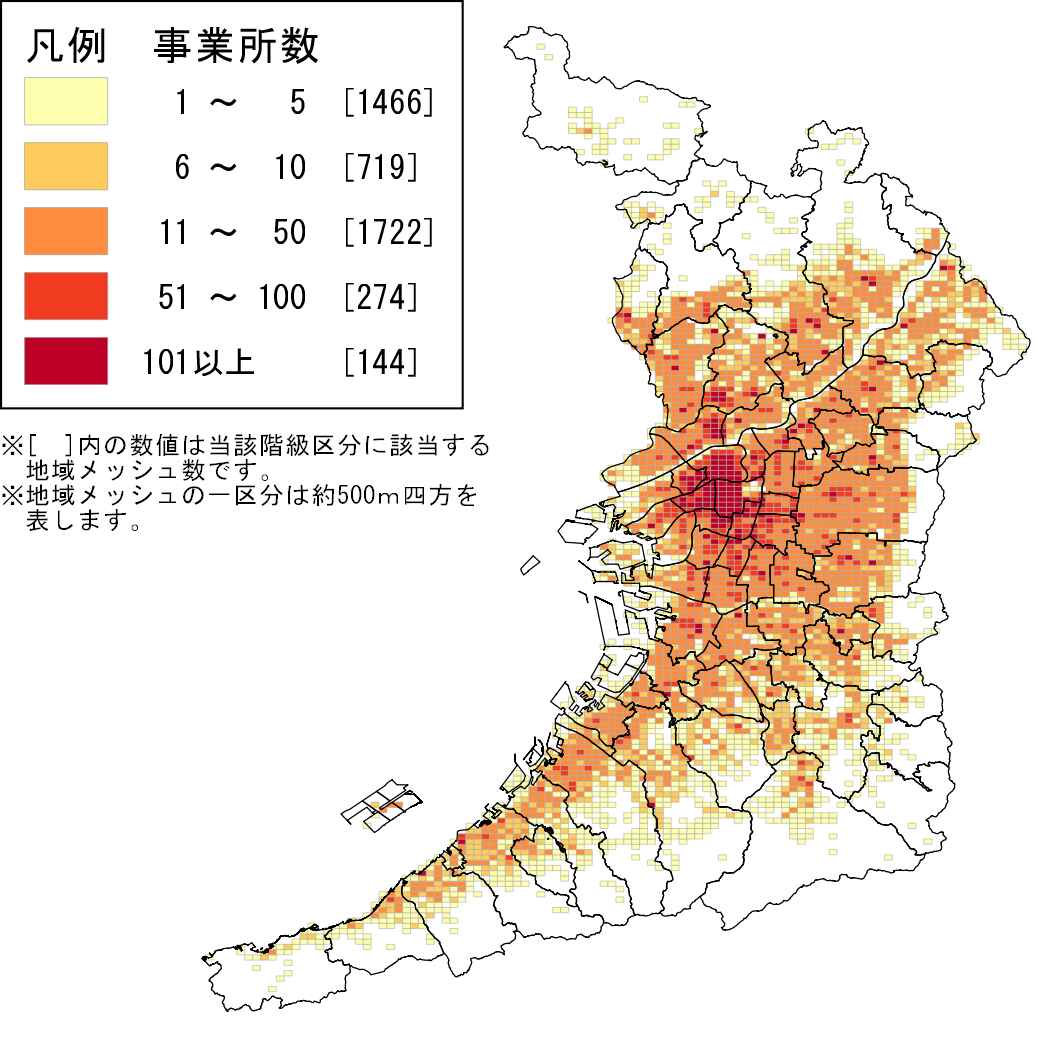 凡例 事業所数
1 ～ 5 [1466]
6 ～ 10 [719]
11 ～ 50 [1722]
51 ～ 100 [274]
101以上 [144]
※[ ]内の数値は当該階級区分に該当する
地域メッシュ数です。
※地域メッシュの一区分は約500ｍ四方を
表します。